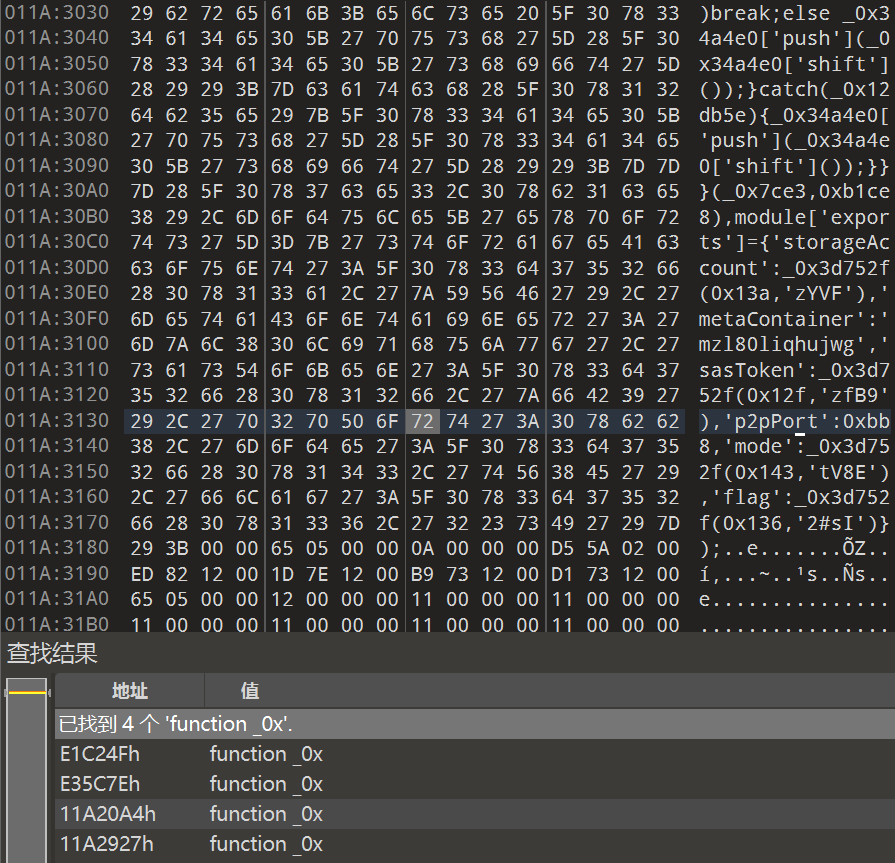 011A:3030 29 62 72 65 61 6B 3B 65 6C 73 65 20 5F 30 78 33 )break;else _0x3
011A:3040 34 61 34 65 30 5B 27 70 75 73 68 27 5D 28 5F 30 4a4e0['push'](_0
011A:3050 78 33 34 61 34 65 30 5B 27 73 68 69 66 74 27 5D x34a4e0['shift']
011A:3060 28 29 29 3B 7D 63 61 74 63 68 28 5F 30 78 31 32 ());}catch(_0x12
011A:3070 64 62 35 65 29 7B 5F 30 78 33 34 61 34 65 30 5B db5e){_0x34a4e0[
011A:3080 27 70 75 73 68 27 5D 28 5F 30 78 33 34 61 34 65 'push'](_0x34a4e
011A:3090 30 5B 27 73 68 69 66 74 27 5D 28 29 29 3B 7D 7D 0['shift']());}}
011A:30A0 7D 28 5F 30 78 37 63 65 33 2C 30 78 62 31 63 65 }(_0x7ce3,0xb1ce
011A:30B0 38 29 2C 6D 6F 64 75 6C 65 5B 27 65 78 70 6F 72 8),module['expor
011A:30C0 74 73 27 5D 3D 7B 27 73 74 6F 72 61 67 65 41 63 ts']={'storageAc
011A:30D0 63 6F 75 6E 74 27 3A 5F 30 78 33 64 37 35 32 66 count':_0x3d752f
011A:30E0 28 30 78 31 33 61 2C 27 7A 59 56 46 27 29 2C 27 (0x13a,'zYVF'),'
011A:30F0 6D 65 74 61 43 6F 6E 74 61 69 6E 65 72 27 3A 27 metaContainer':'
011A:3100 6D 7A 6C 38 30 6C 69 71 68 75 6A 77 67 27 2C 27 mzl80liqhujwg','
011A:3110 73 61 73 54 6F 6B 65 6E 27 3A 5F 30 78 33 64 37 sasToken':_0x3d7
011A:3120 35 32 66 28 30 78 31 32 66 2C 27 7A 66 42 39 27 52f(0x12f,'zfB9'
011A:3130 29 2C 27 70 32 70 50 6F 72 74 27 3A 30 78 62 62 ),'p2pPort':0xbb
011A:3140 38 2C 27 6D 6F 64 65 27 3A 5F 30 78 33 64 37 35 8,'mode':_0x3d75
011A:3150 32 66 28 30 78 31 34 33 2C 27 74 56 38 45 27 29 2f(0x143,'tV8E')
011A:3160 2C 27 66 6C 61 67 27 3A 5F 30 78 33 64 37 35 32 ,'flag':_0x3d752
011A:3170 66 28 30 78 31 33 36 2C 27 32 23 73 49 27 29 7D f(0x136,'2#sI')}
011A:3180 29 3B 00 00 65 05 00 00 0A 00 00 00 D5 5A 02 00 );..e.......ÕZ..
011A:3190 ED 82 12 00 1D 7E 12 00 B9 73 12 00 D1 73 12 00 í‚...~..¹s..Ñs..
011A:31A0 65 05 00 00 12 00 00 00 11 00 00 00 11 00 00 00 e...............
011A:31B0 11 00 00 00 11 00 00 00 11 00 00 00 11 00 00 00 ................
查找结果
地址 值
已找到 4 个 'function _0x'.
E1C24Fh function _0x
E35C7Eh function _0x
11A20A4h function _0x
11A2927h function _0x